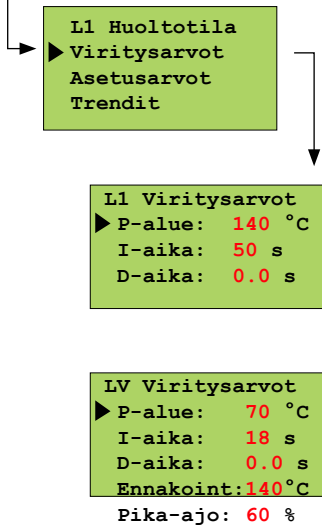 L1 Huoltotila
Viritysarvot
Asetusarvot
Trendit
L1 Viritysarvot
P-alue: 140 °C
I-aika: 50 s
D-aika: 0.0 s
LV Viritysarvot
P-alue: 70 °C
I-aika: 18 s
D-aika: 0.0 s
Ennakoint:140°C
Pika-ajo: 60 %